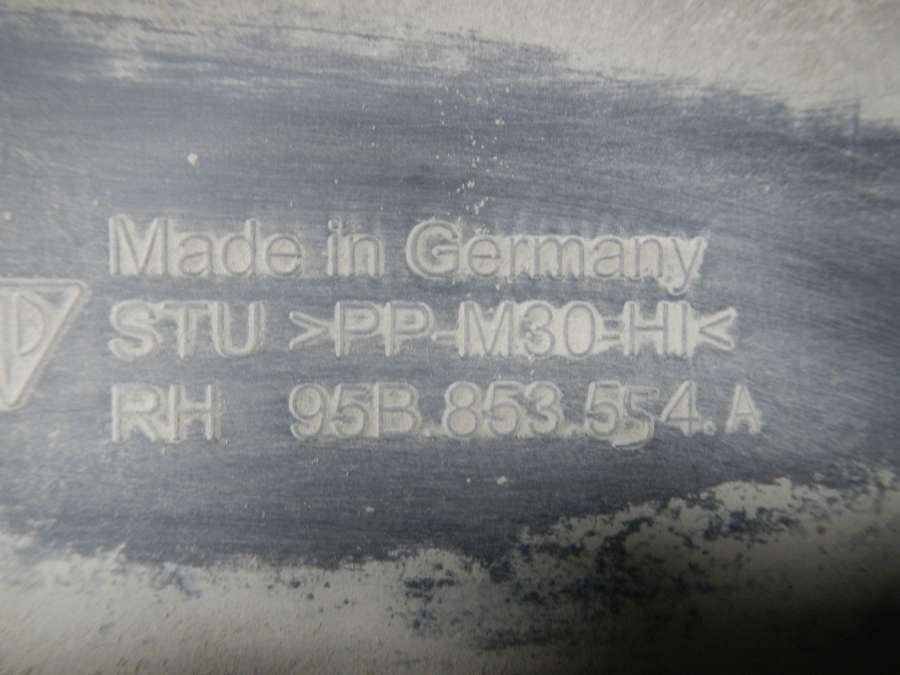 Made in Germany
STU >PP-M30-HI<
RH 95B.853.554.A